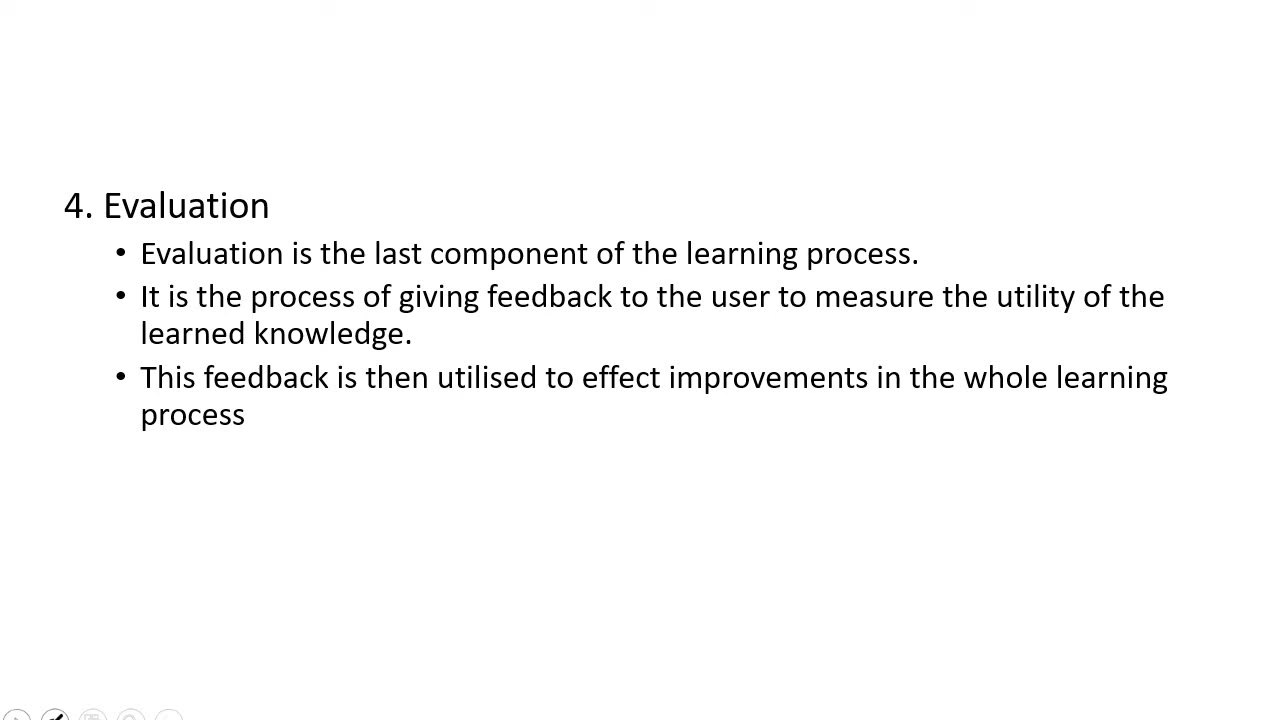 4. Evaluation
• Evaluation is the last component of the learning process.
• It is the process of giving feedback to the user to measure the utility of the
learned knowledge.
• This feedback is then utilised to effect improvements in the whole learning
process